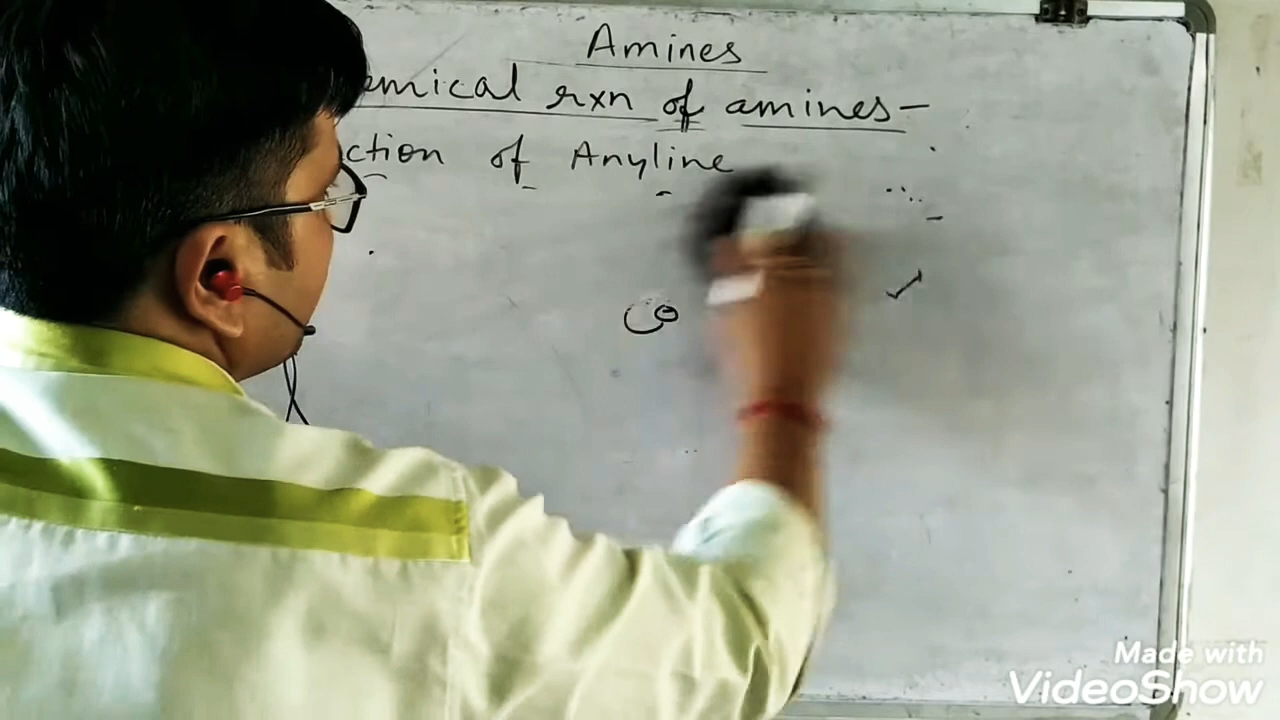 Amines
emical rxn of amines-
ction of Anyline
Made with
VideoShow